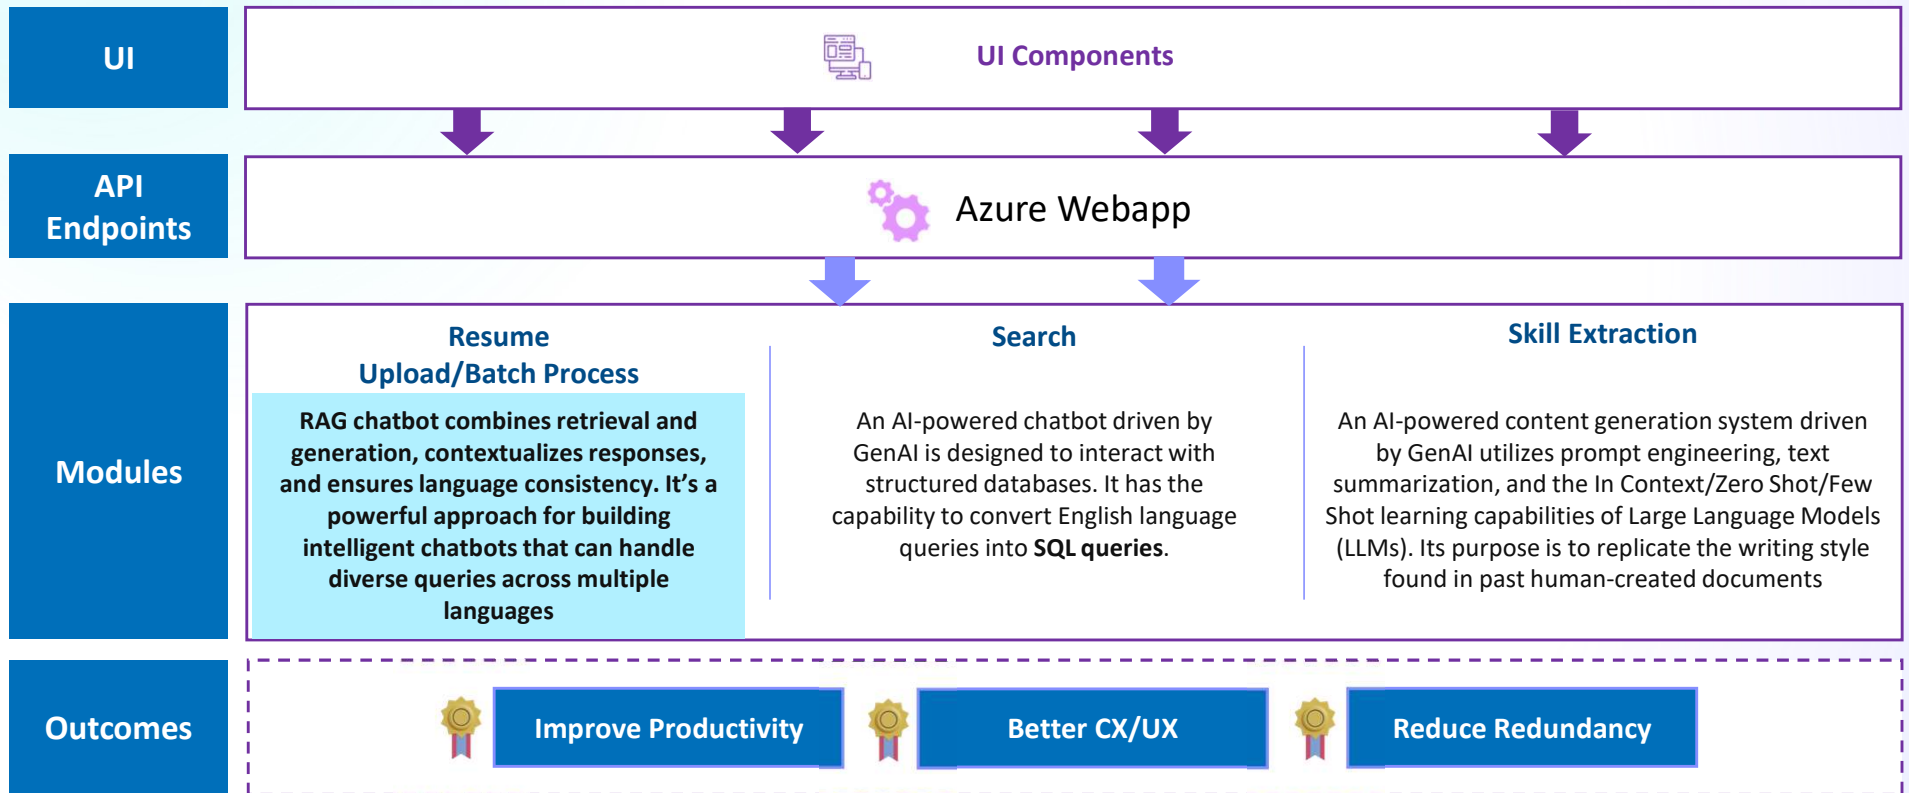 UI
UI Components
API
Endpoints
Azure Webapp
Modules
Resume
Upload/Batch Process
RAG chatbot combines retrieval and
generation, contextualizes responses,
and ensures language consistency. It’s a
powerful approach for building
intelligent chatbots that can handle
diverse queries across multiple
languages
Search
An AI-powered chatbot driven by
GenAI is designed to interact with
structured databases. It has the
capability to convert English language
queries into SQL queries.
Skill Extraction
An AI-powered content generation system driven
by GenAI utilizes prompt engineering, text
summarization, and the In Context/Zero Shot/Few
Shot learning capabilities of Large Language Models
(LLMs). Its purpose is to replicate the writing style
found in past human-created documents
Outcomes
Improve Productivity
Better CX/UX
Reduce Redundancy